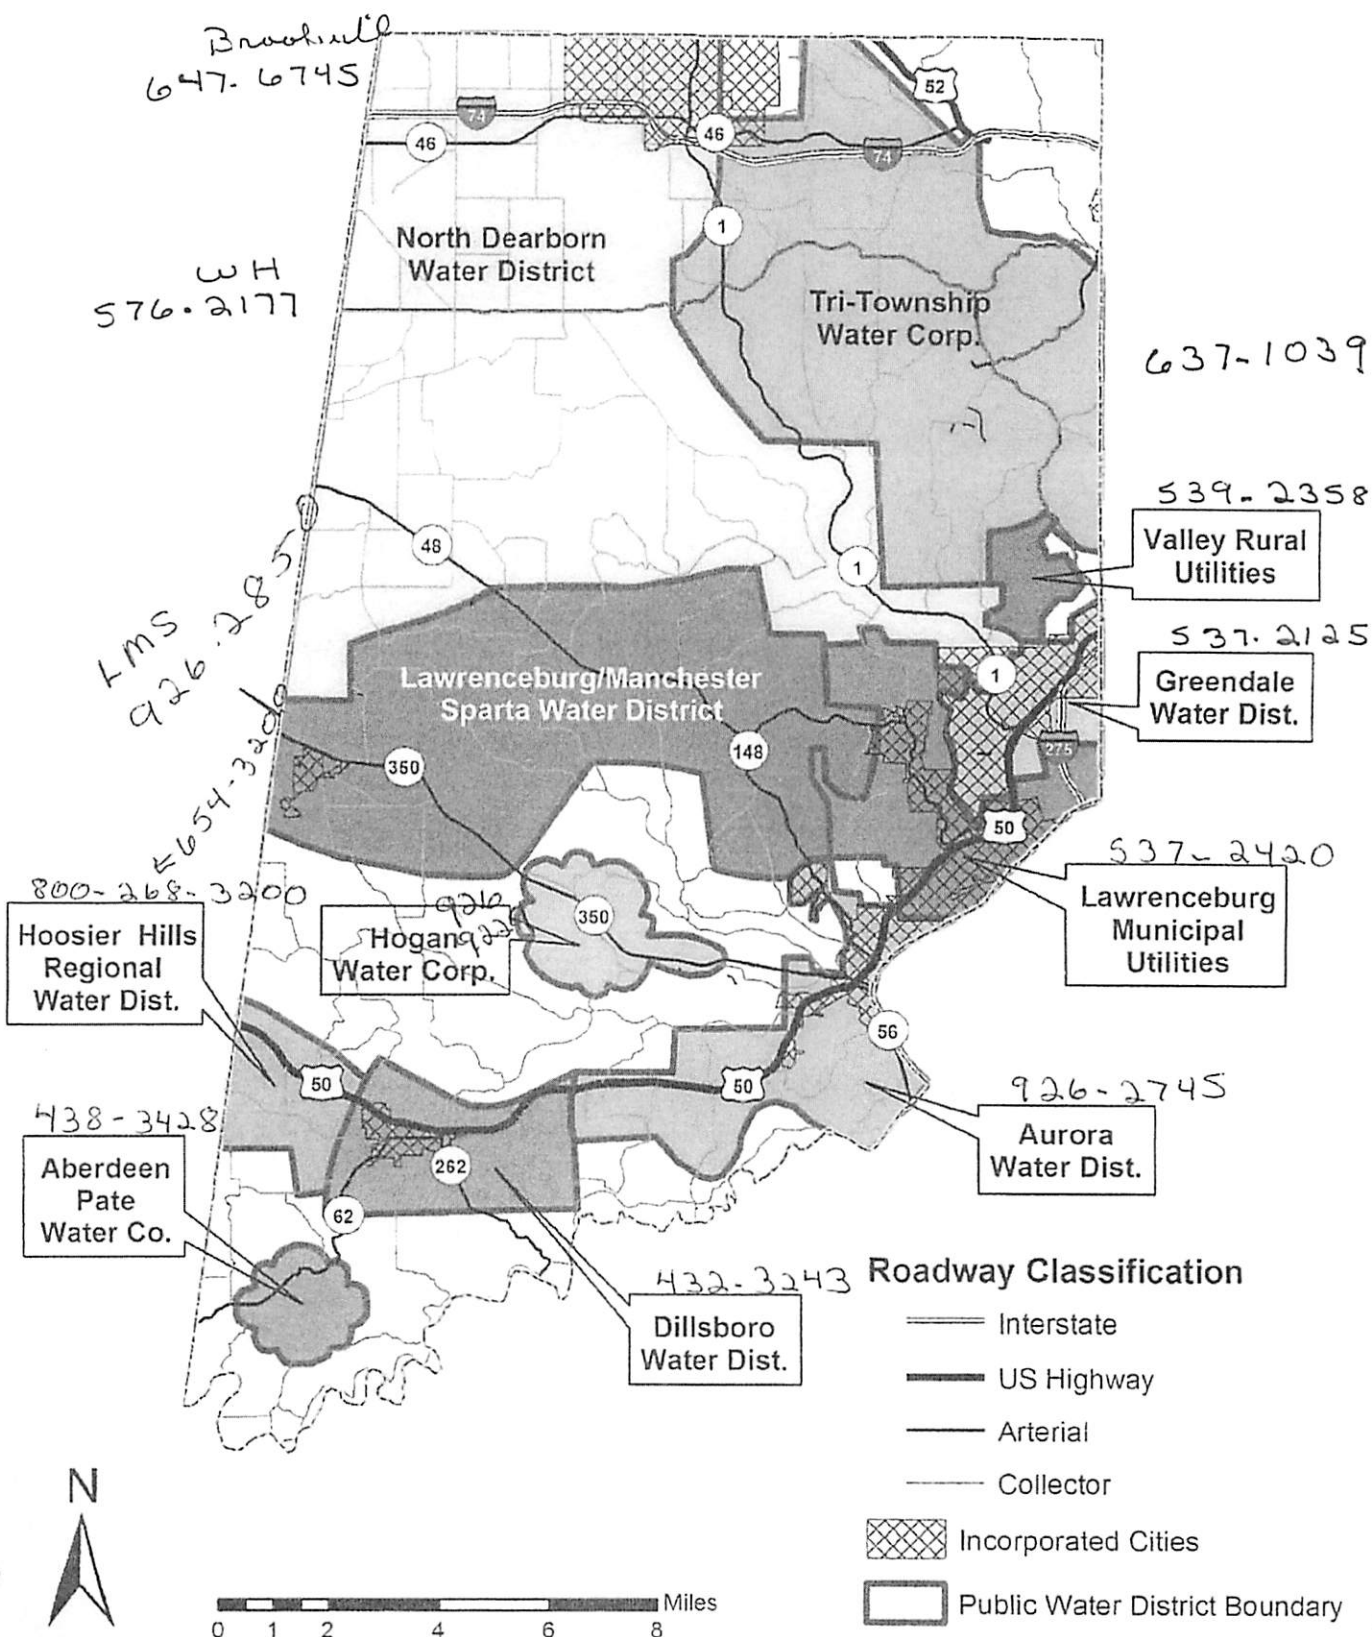 Brookvill
647-6745
52
74
46
46
74
1
North Dearborn
Water District
WH
576-2177
Tri-Township
Water Corp.
637-1039
539-2358
Valley Rural
Utilities
48
1
LMS
926-285
537-2125
Greendale
Water Dist.
1
Lawrenceburg/Manchester
Sparta Water District
148
275
350
654-3200
50
537-2420
Lawrenceburg
Municipal
Utilities
800-268-3200
Hoosier Hills
Regional
Water Dist.
926
350
Hogan
Water Corp.
56
50
50
926-2745
Aurora
Water Dist.
438-3428
Aberdeen
Pate
Water Co.
262
62
432-3243
Dillsboro
Water Dist.
Roadway Classification
Interstate
US Highway
Arterial
Collector
Incorporated Cities
Public Water District Boundary
N
Miles
0 1 2 4 6 8